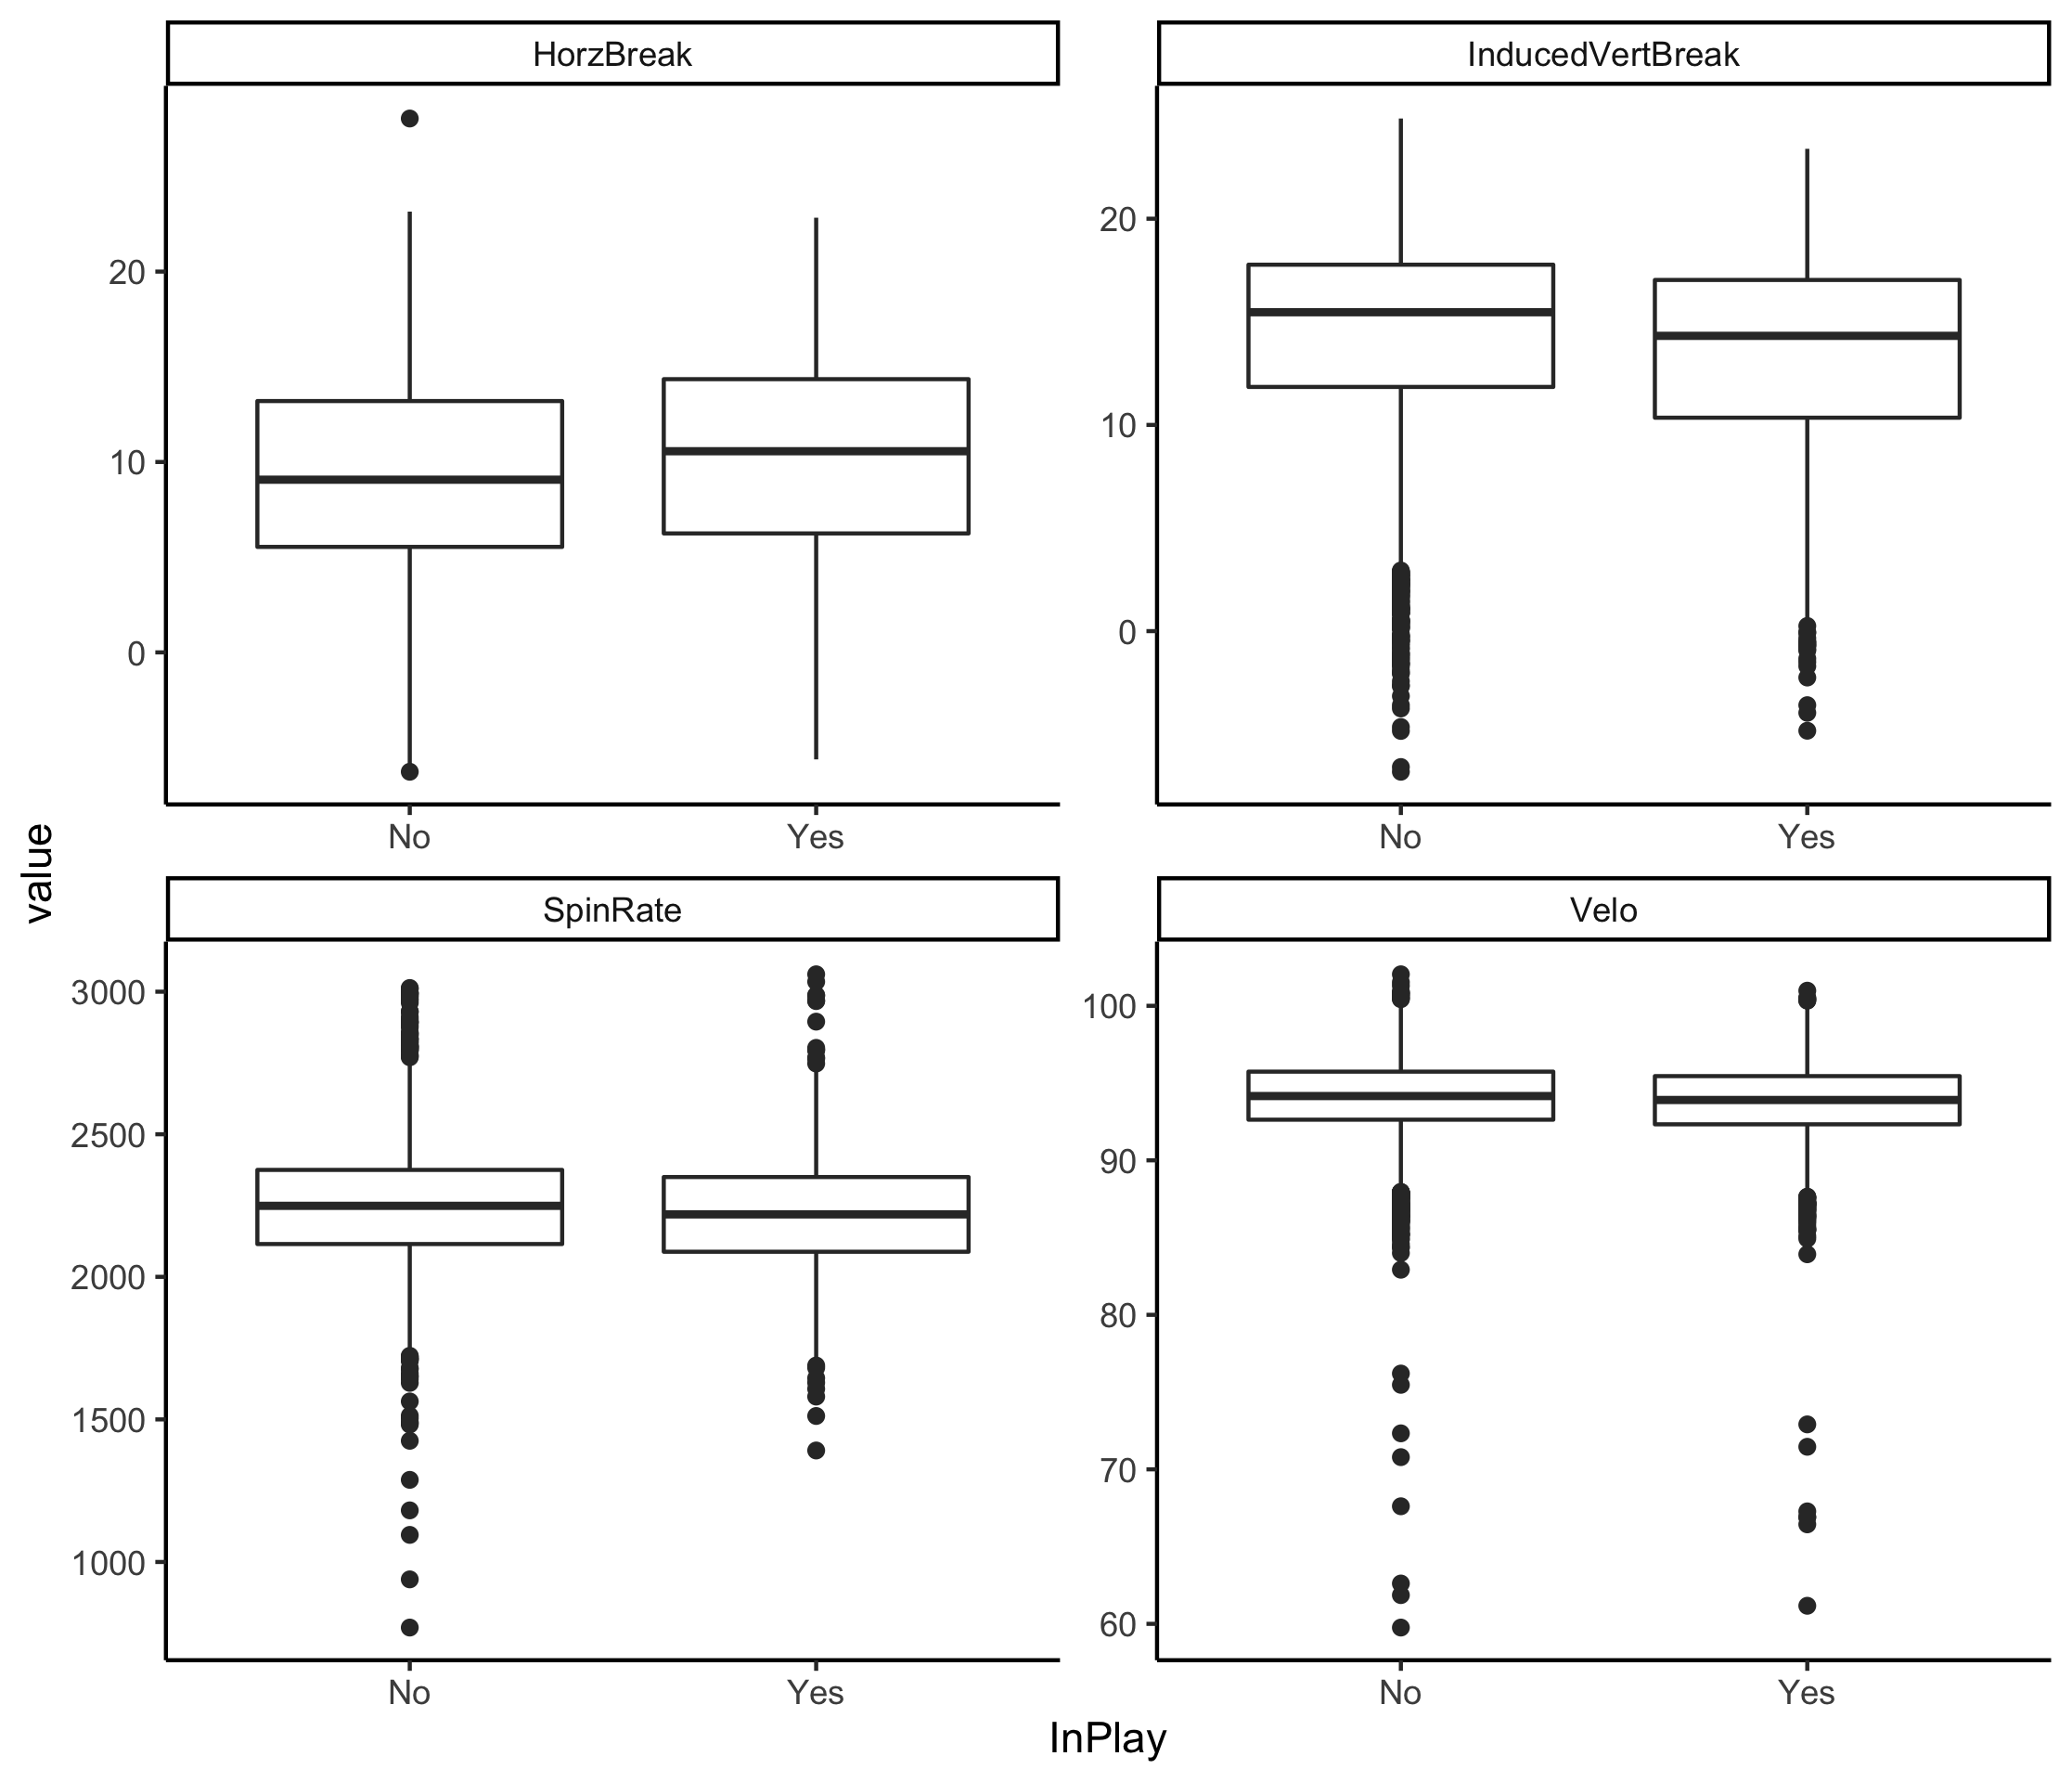 HorzBreak
InducedVertBreak
20
10
0
20
10
0
No
Yes
No
Yes
value
SpinRate
Velo
3000
2500
2000
1500
1000
100
90
80
70
60
No
Yes
No
Yes
InPlay